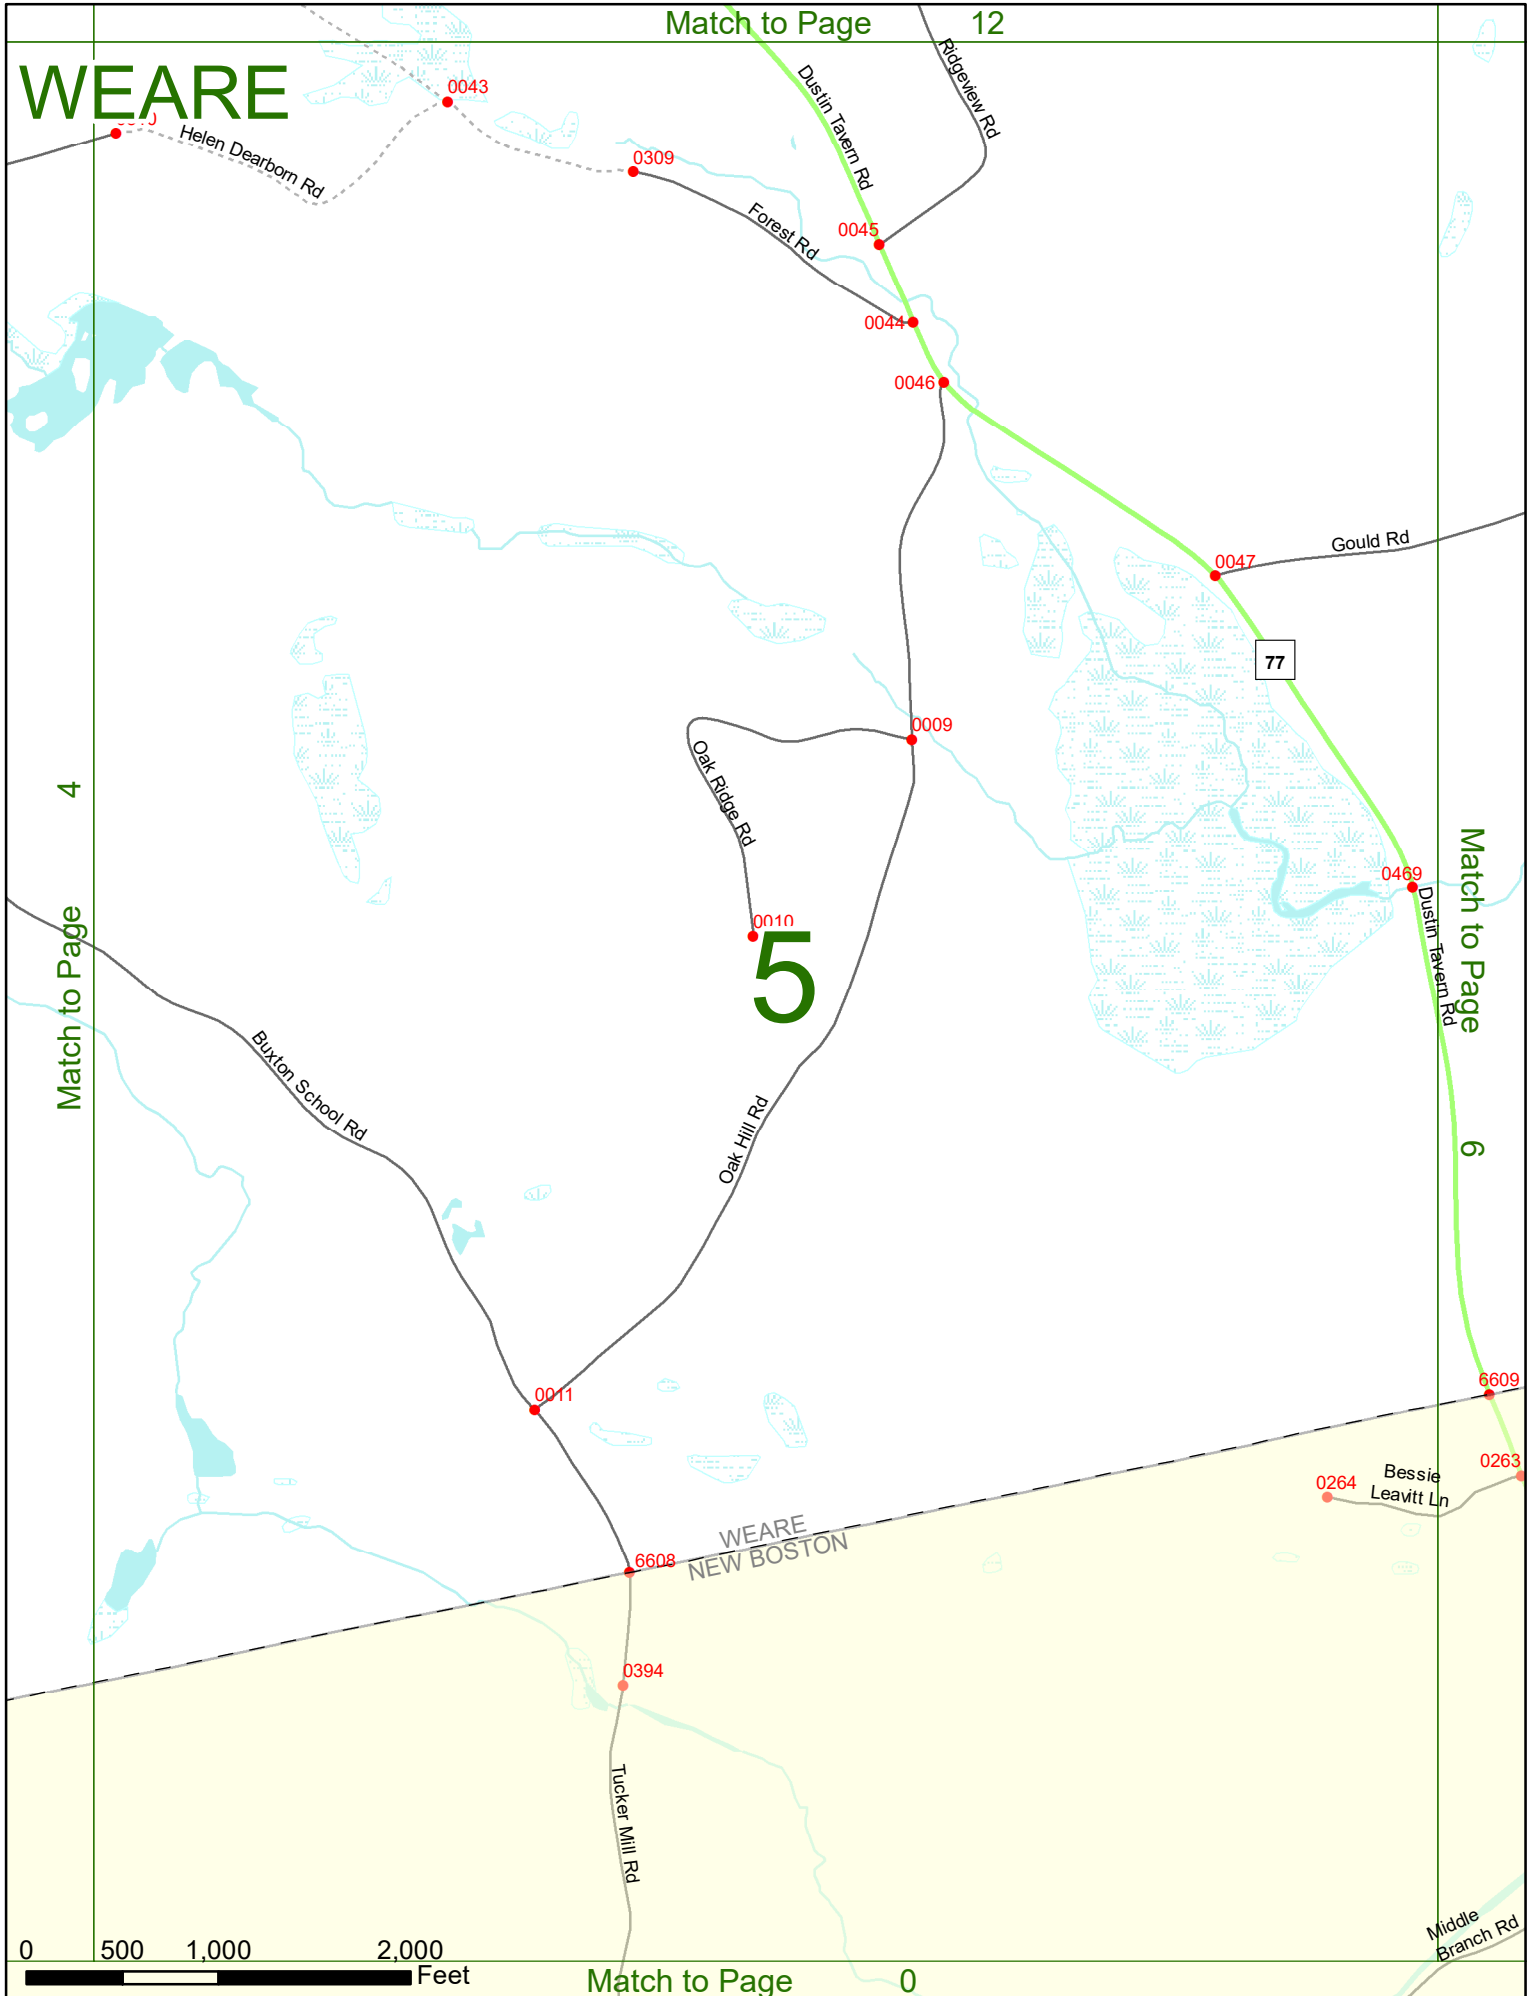 Match to Page 12
WEARE
0043
Helen Dearborn Rd
0309
Forest Rd
Dustin Tavern Rd
Ridgeview Rd
0045
0044
0046
Gould Rd
0047
77
0009
Oak Ridge Rd
0010
5
4
Match to Page
0469
Dustin Tavern Rd
Match to Page
6
Buxton School Rd
Oak Hill Rd
0011
6609
0263
Bessie
Leavitt Ln
0264
WEARE
NEW BOSTON
6608
0394
Tucker Mill Rd
Middle
Branch Rd
0 500 1,000 2,000
Feet
Match to Page 0